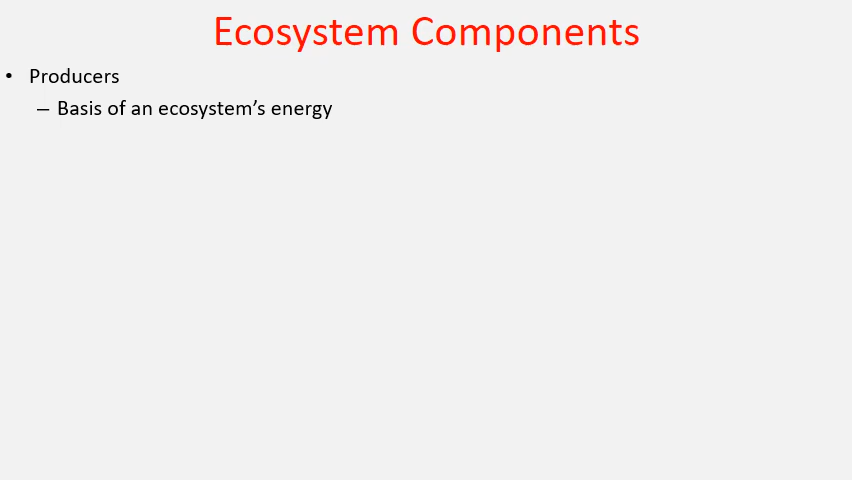 Ecosystem Components
• Producers
– Basis of an ecosystem’s energy